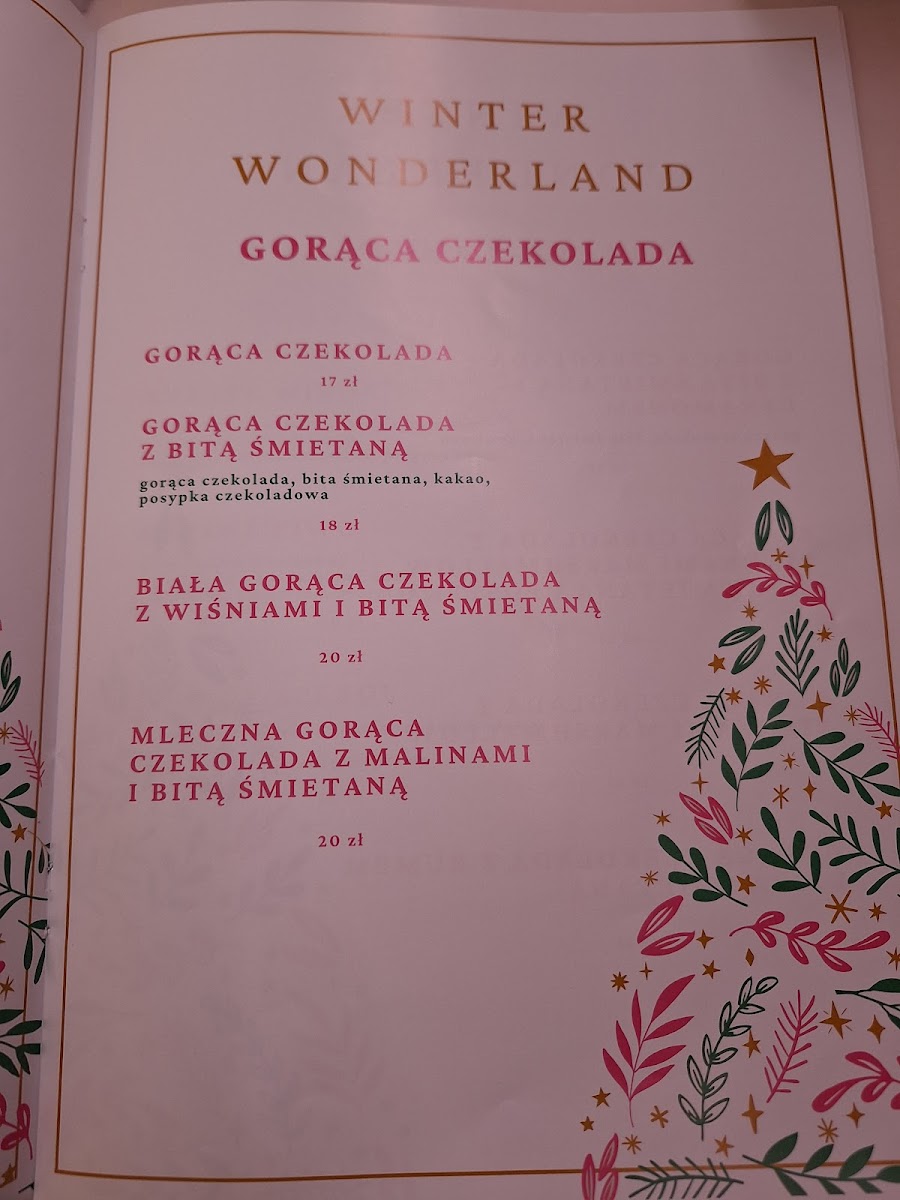 WINTER
WONDERLAND
GORĄCA CZEKOLADA
GORĄCA CZEKOLADA
17 zł
GORĄCA CZEKOLADA
Z BITĄ ŚMIETANĄ
gorąca czekolada, bita śmietana, kakao,
posypka czekoladowa
18 zł
BIAŁA GORĄCA CZEKOLADA
Z WIŚNIAMI I BITĄ ŚMIETANĄ
20 zł
MLECZNA GORĄCA
CZEKOLADA Z MALINAMI
I BITĄ ŚMIETANĄ
20 zł